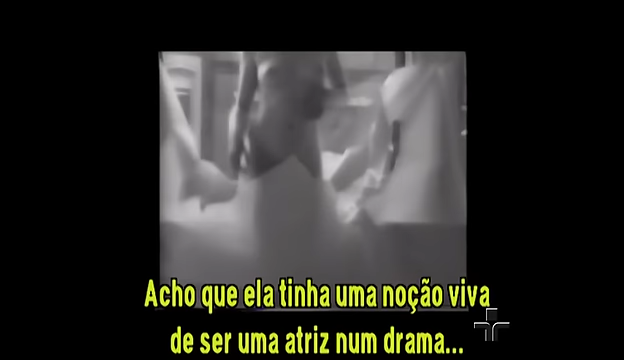 Acho que ela tinha uma noção viva
de ser uma atriz num drama...